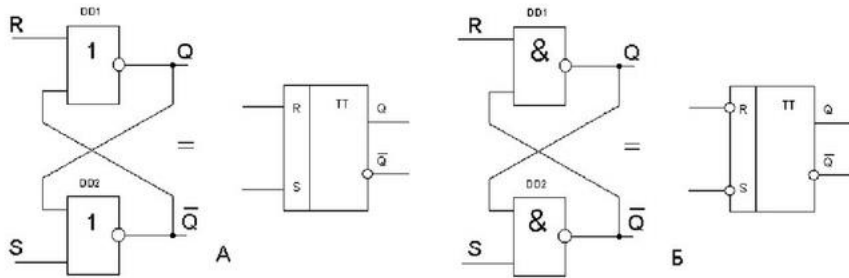 DD1
R
1
Q
R
TT
Q
S
Q̅
=
DD2
1
Q̅
S
А
DD1
R
&
Q
R
TT
Q
S
Q̅
=
DD2
&
Q̅
S
Б